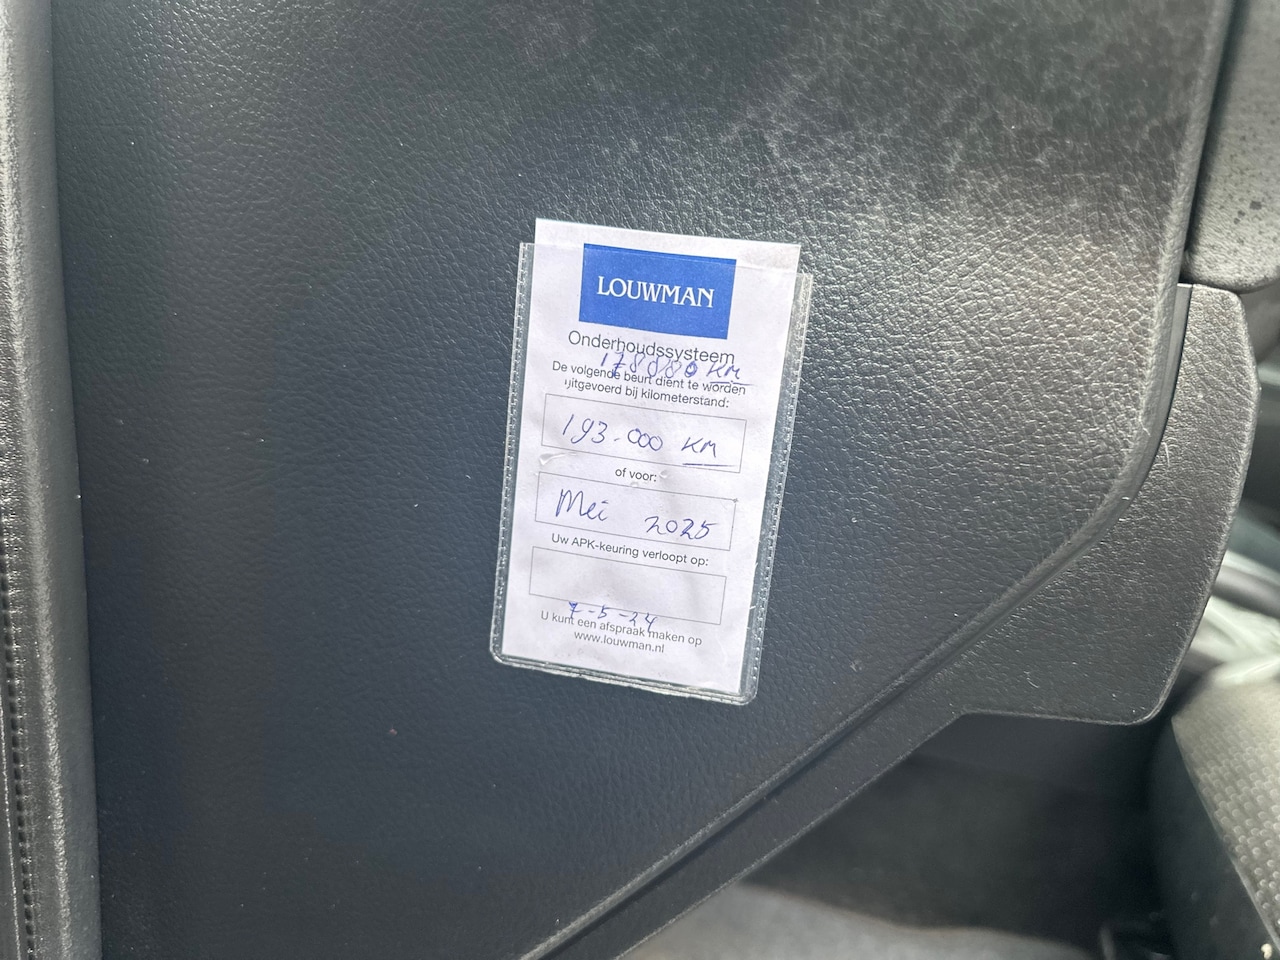 LOUWMAN
Onderhoudssysteem
178880 KM
De volgende beurt dient te worden
uitgevoerd bij kilometerstand:
193.000 KM
of voor:
Mei 2025
Uw APK-keuring verloopt op:
7-5-24
U kunt een afspraak maken op
www.louwman.nl